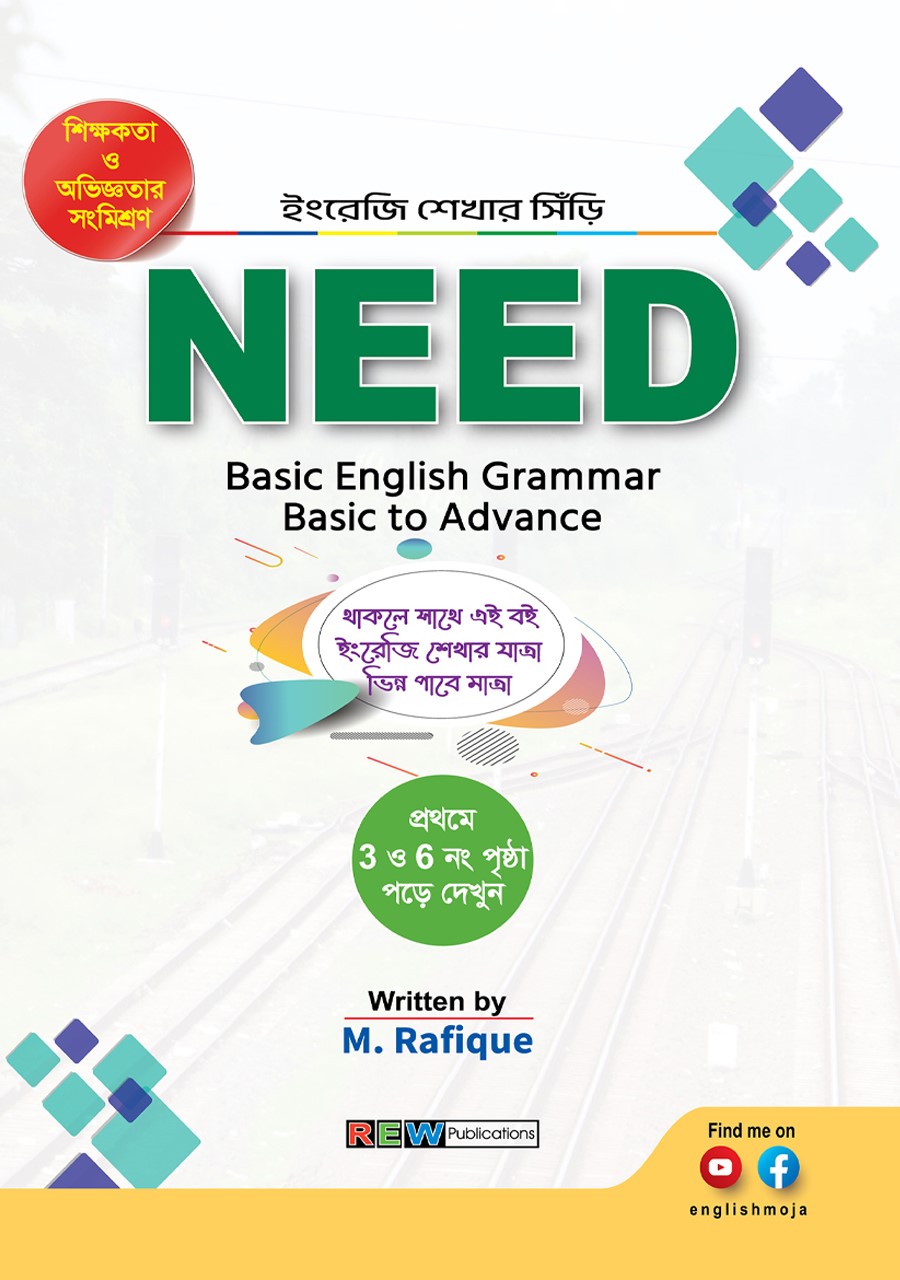 শিক্ষকতা
ও
অভিজ্ঞতার
সংমিশ্রণ
ইংরেজি শেখার সিঁড়ি
NEED
Basic English Grammar
Basic to Advance
থাকলে সাথে এই বই
ইংরেজি শেখার যাত্রা
ভিন্ন পাবে মাত্রা
প্রথমে
3 ও 6 নং পৃষ্ঠা
পড়ে দেখুন
Written by
M. Rafique
REW Publications
Find me on
englishmoja